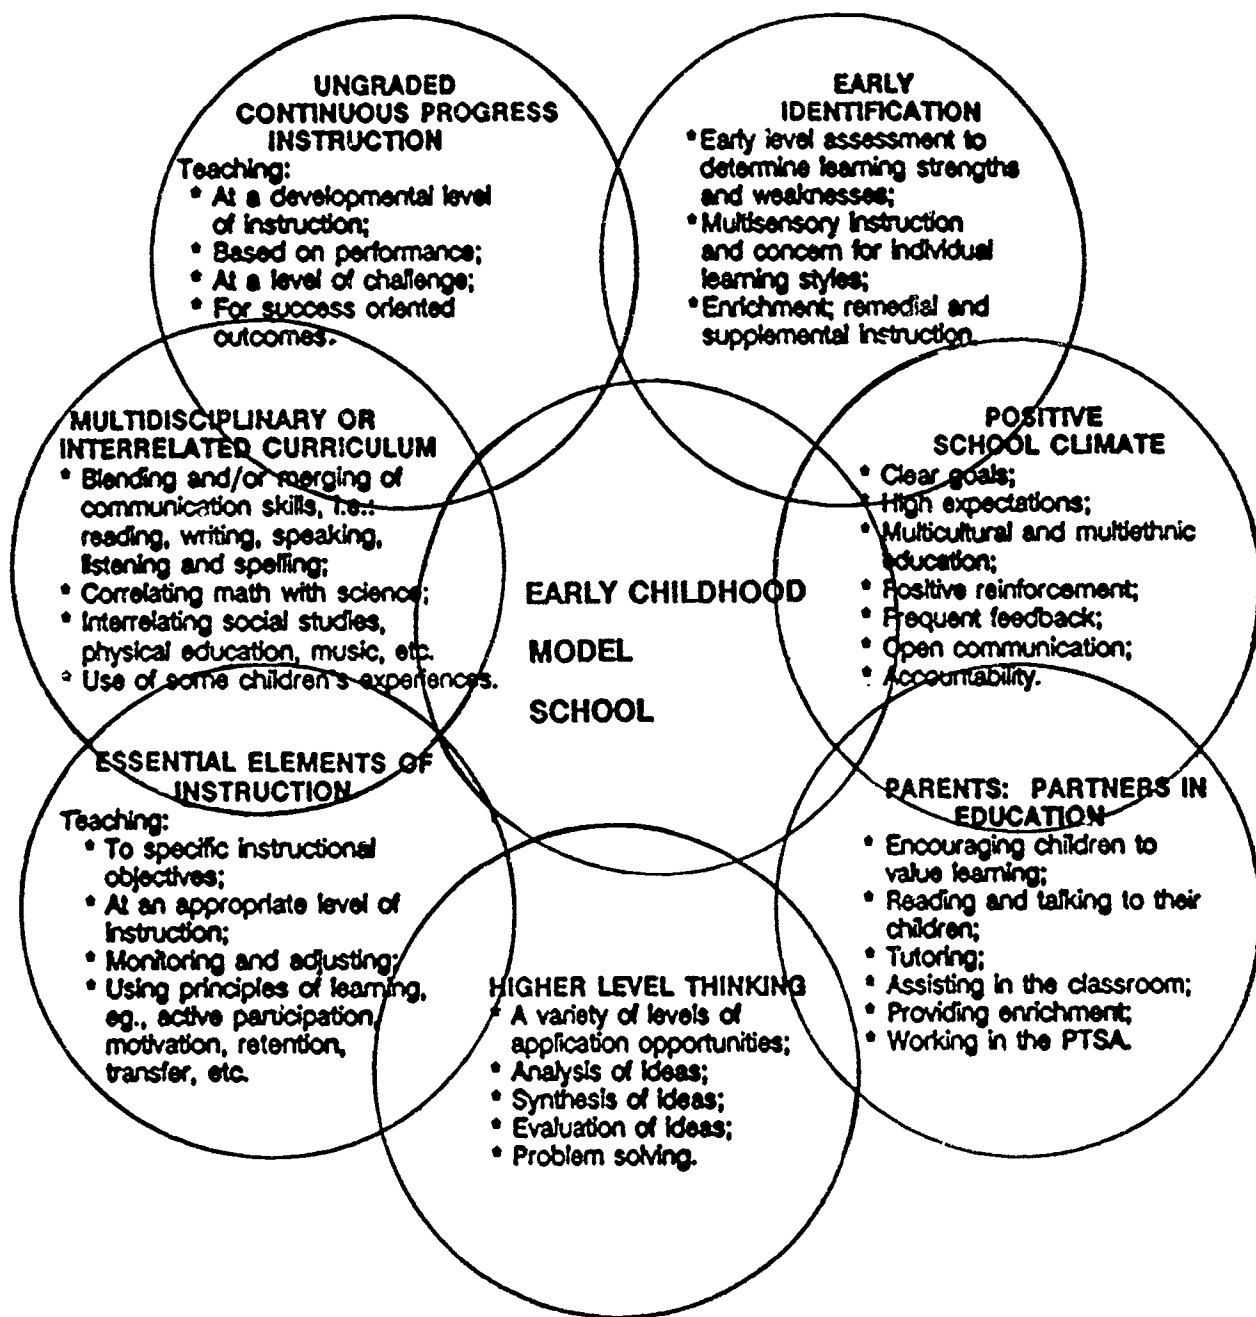 UNGRADED
CONTINUOUS PROGRESS
INSTRUCTION
Teaching:
* At a developmental level
of instruction;
* Based on performance;
* At a level of challenge;
* For success oriented
outcomes.
EARLY
IDENTIFICATION
* Early level assessment to
determine learning strengths
and weaknesses;
* Multisensory instruction
and concern for individual
learning styles;
* Enrichment; remedial and
supplemental instruction.
MULTIDISCIPLINARY OR
INTERRELATED CURRICULUM
* Blending and/or merging of
communication skills, i.e.:
reading, writing, speaking,
listening and spelling;
* Correlating math with science;
* Interrelating social studies,
physical education, music, etc.
* Use of some children's experiences.
EARLY CHILDHOOD
MODEL
SCHOOL
POSITIVE
SCHOOL CLIMATE
* Clear goals;
* High expectations;
* Multicultural and multiethnic
education;
* Positive reinforcement;
* Frequent feedback;
* Open communication;
* Accountability.
ESSENTIAL ELEMENTS OF
INSTRUCTION
Teaching:
* To specific instructional
objectives;
* At an appropriate level of
instruction;
* Monitoring and adjusting;
* Using principles of learning,
eg., active participation,
motivation, retention,
transfer, etc.
HIGHER LEVEL THINKING
* A variety of levels of
application opportunities;
* Analysis of ideas;
* Synthesis of ideas;
* Evaluation of ideas;
* Problem solving.
PARENTS: PARTNERS IN
EDUCATION
* Encouraging children to
value learning;
* Reading and talking to their
children;
* Tutoring;
* Assisting in the classroom;
* Providing enrichment;
* Working in the PTSA.